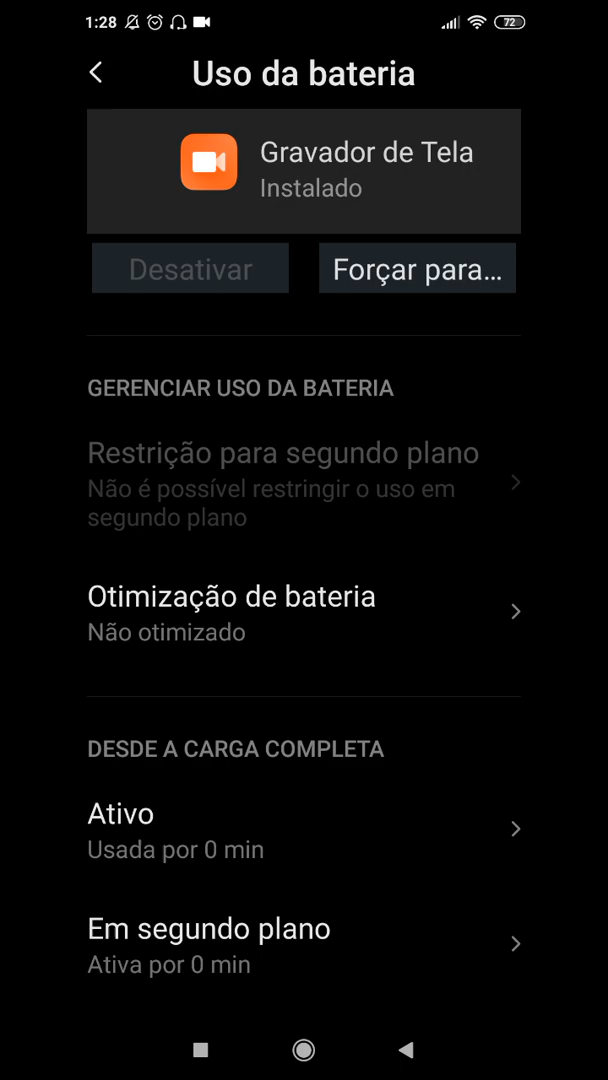 1:28 72
Uso da bateria
Gravador de Tela
Instalado
Desativar Forçar para...
GERENCIAR USO DA BATERIA
Restrição para segundo plano
Não é possível restringir o uso em
segundo plano
Otimização de bateria
Não otimizado
DESDE A CARGA COMPLETA
Ativo
Usada por 0 min
Em segundo plano
Ativa por 0 min